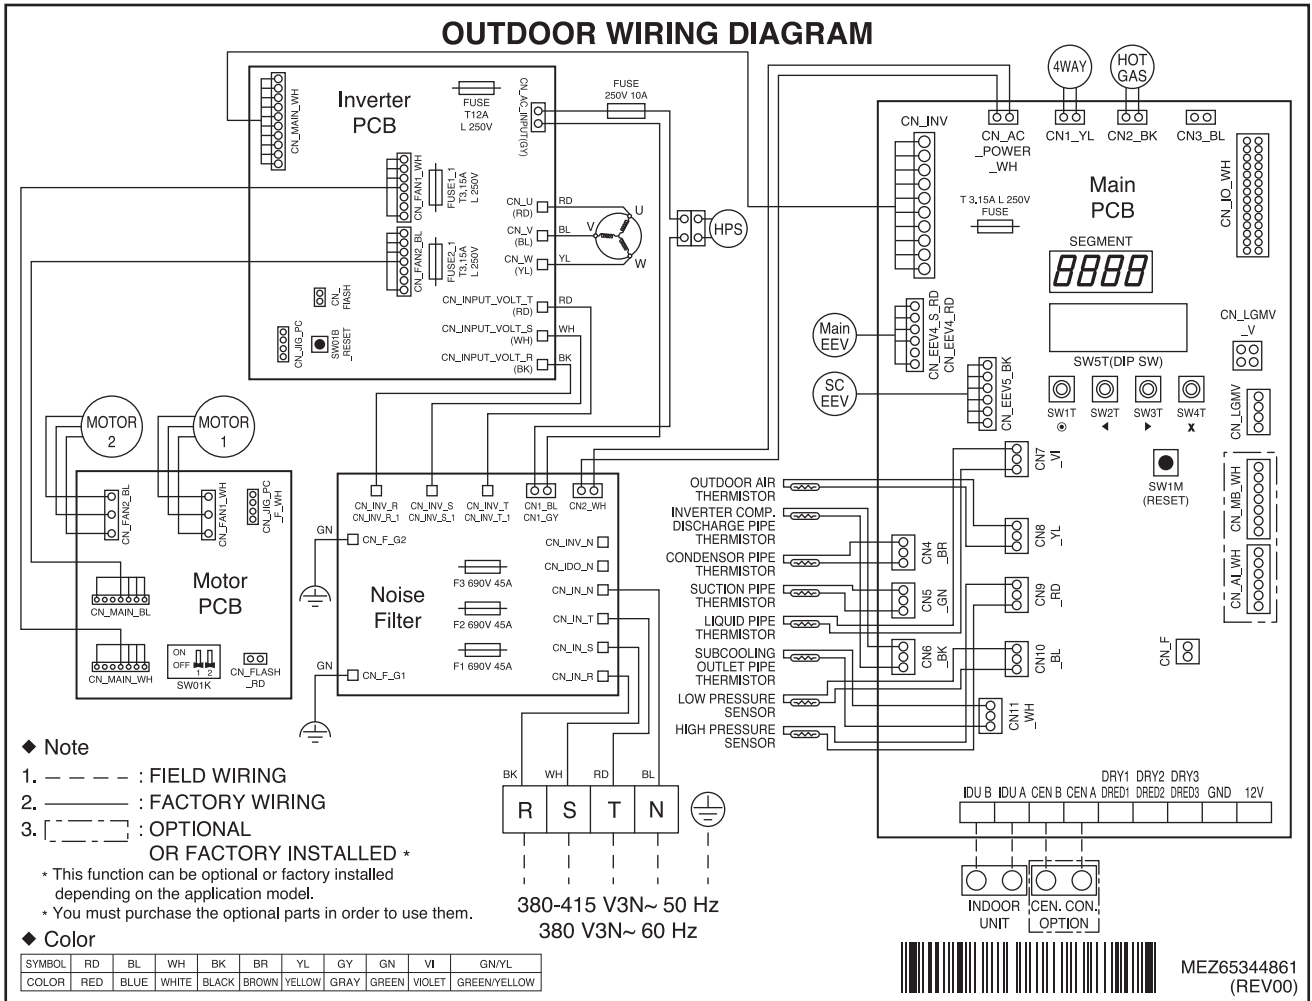 OUTDOOR WIRING DIAGRAM
CN_MAIN_WH
Inverter
PCB
FUSE
T12A
L 250V
CN_AC_INPUT(GY)
FUSE
250V 10A
CN_FAN1_WH
FUSE1_1
T3.15A
L 250V
CN_FAN2_BL
FUSE2_1
T3.15A
L 250V
CN_U
(RD)
RD
U
CN_V
(BL)
BL
V
CN_W
(YL)
YL
W
HPS
CN_
FlASH
CN_JIG_PC
SW01B
_RESET
CN_INPUT_VOLT_T
(RD)
RD
CN_INPUT_VOLT_S
(WH)
WH
CN_INPUT_VOLT_R
(BK)
BK
4WAY
HOT
GAS
CN_INV
CN_AC
_POWER
_WH
CN1_YL
CN2_BK
CN3_BL
CN_IO_WH
Main
PCB
T 3.15A L 250V
FUSE
SEGMENT
8888
Main
EEV
CN_EEV4_S_RD
CN_EEV4_RD
SC
EEV
CN_EEV5_BK
SW5T(DIP SW)
CN_LGMV
_V
SW1T
SW2T
SW3T
SW4T
◉ ◀ ▶ X
CN_LGMV
CN7
_VI
SW1M
(RESET)
CN_MB_WH
CN_AI_WH
CN8
_YL
CN4
_BR
CN9
_RD
CN5
_GN
CN6
_BK
CN10
_BL
CN11
_WH
CN_F
OUTDOOR AIR
THERMISTOR
INVERTER COMP.
DISCHARGE PIPE
THERMISTOR
CONDENSOR PIPE
THERMISTOR
SUCTION PIPE
THERMISTOR
LIQUID PIPE
THERMISTOR
SUBCOOLING
OUTLET PIPE
THERMISTOR
LOW PRESSURE
SENSOR
HIGH PRESSURE
SENSOR
MOTOR
2
MOTOR
1
CN_FAN2_BL
CN_FAN1_WH
CN_JIG_PC
_F_WH
Motor
PCB
CN_MAIN_BL
CN_MAIN_WH
ON
OFF
1 2
SW01K
CN_FLASH
_RD
CN_INV_R
CN_INV_R_1
CN_INV_S
CN_INV_S_1
CN_INV_T
CN_INV_T_1
CN1_BL
CN1_GY
CN2_WH
GN
CN_F_G2
CN_INV_N
CN_IDO_N
Noise
Filter
F3 690V 45A
F2 690V 45A
F1 690V 45A
CN_IN_N
CN_IN_T
CN_IN_S
CN_IN_R
GN
CN_F_G1
BK WH RD BL
R S T N
380-415 V3N~ 50 Hz
380 V3N~ 60 Hz
DRY1 DRY2 DRY3
IDU B IDU A CEN B CEN A DRED1 DRED2 DRED3 GND 12V
INDOOR
UNIT
CEN. CON.
OPTION
◆ Note
1. – – – – : FIELD WIRING
2. ——— : FACTORY WIRING
3. : OPTIONAL
OR FACTORY INSTALLED *
* This function can be optional or factory installed
depending on the application model.
* You must purchase the optional parts in order to use them.
◆ Color
SYMBOL RD BL WH BK BR YL GY GN VI GN/YL
COLOR RED BLUE WHITE BLACK BROWN YELLOW GRAY GREEN VIOLET GREEN/YELLOW
MEZ65344861
(REV00)